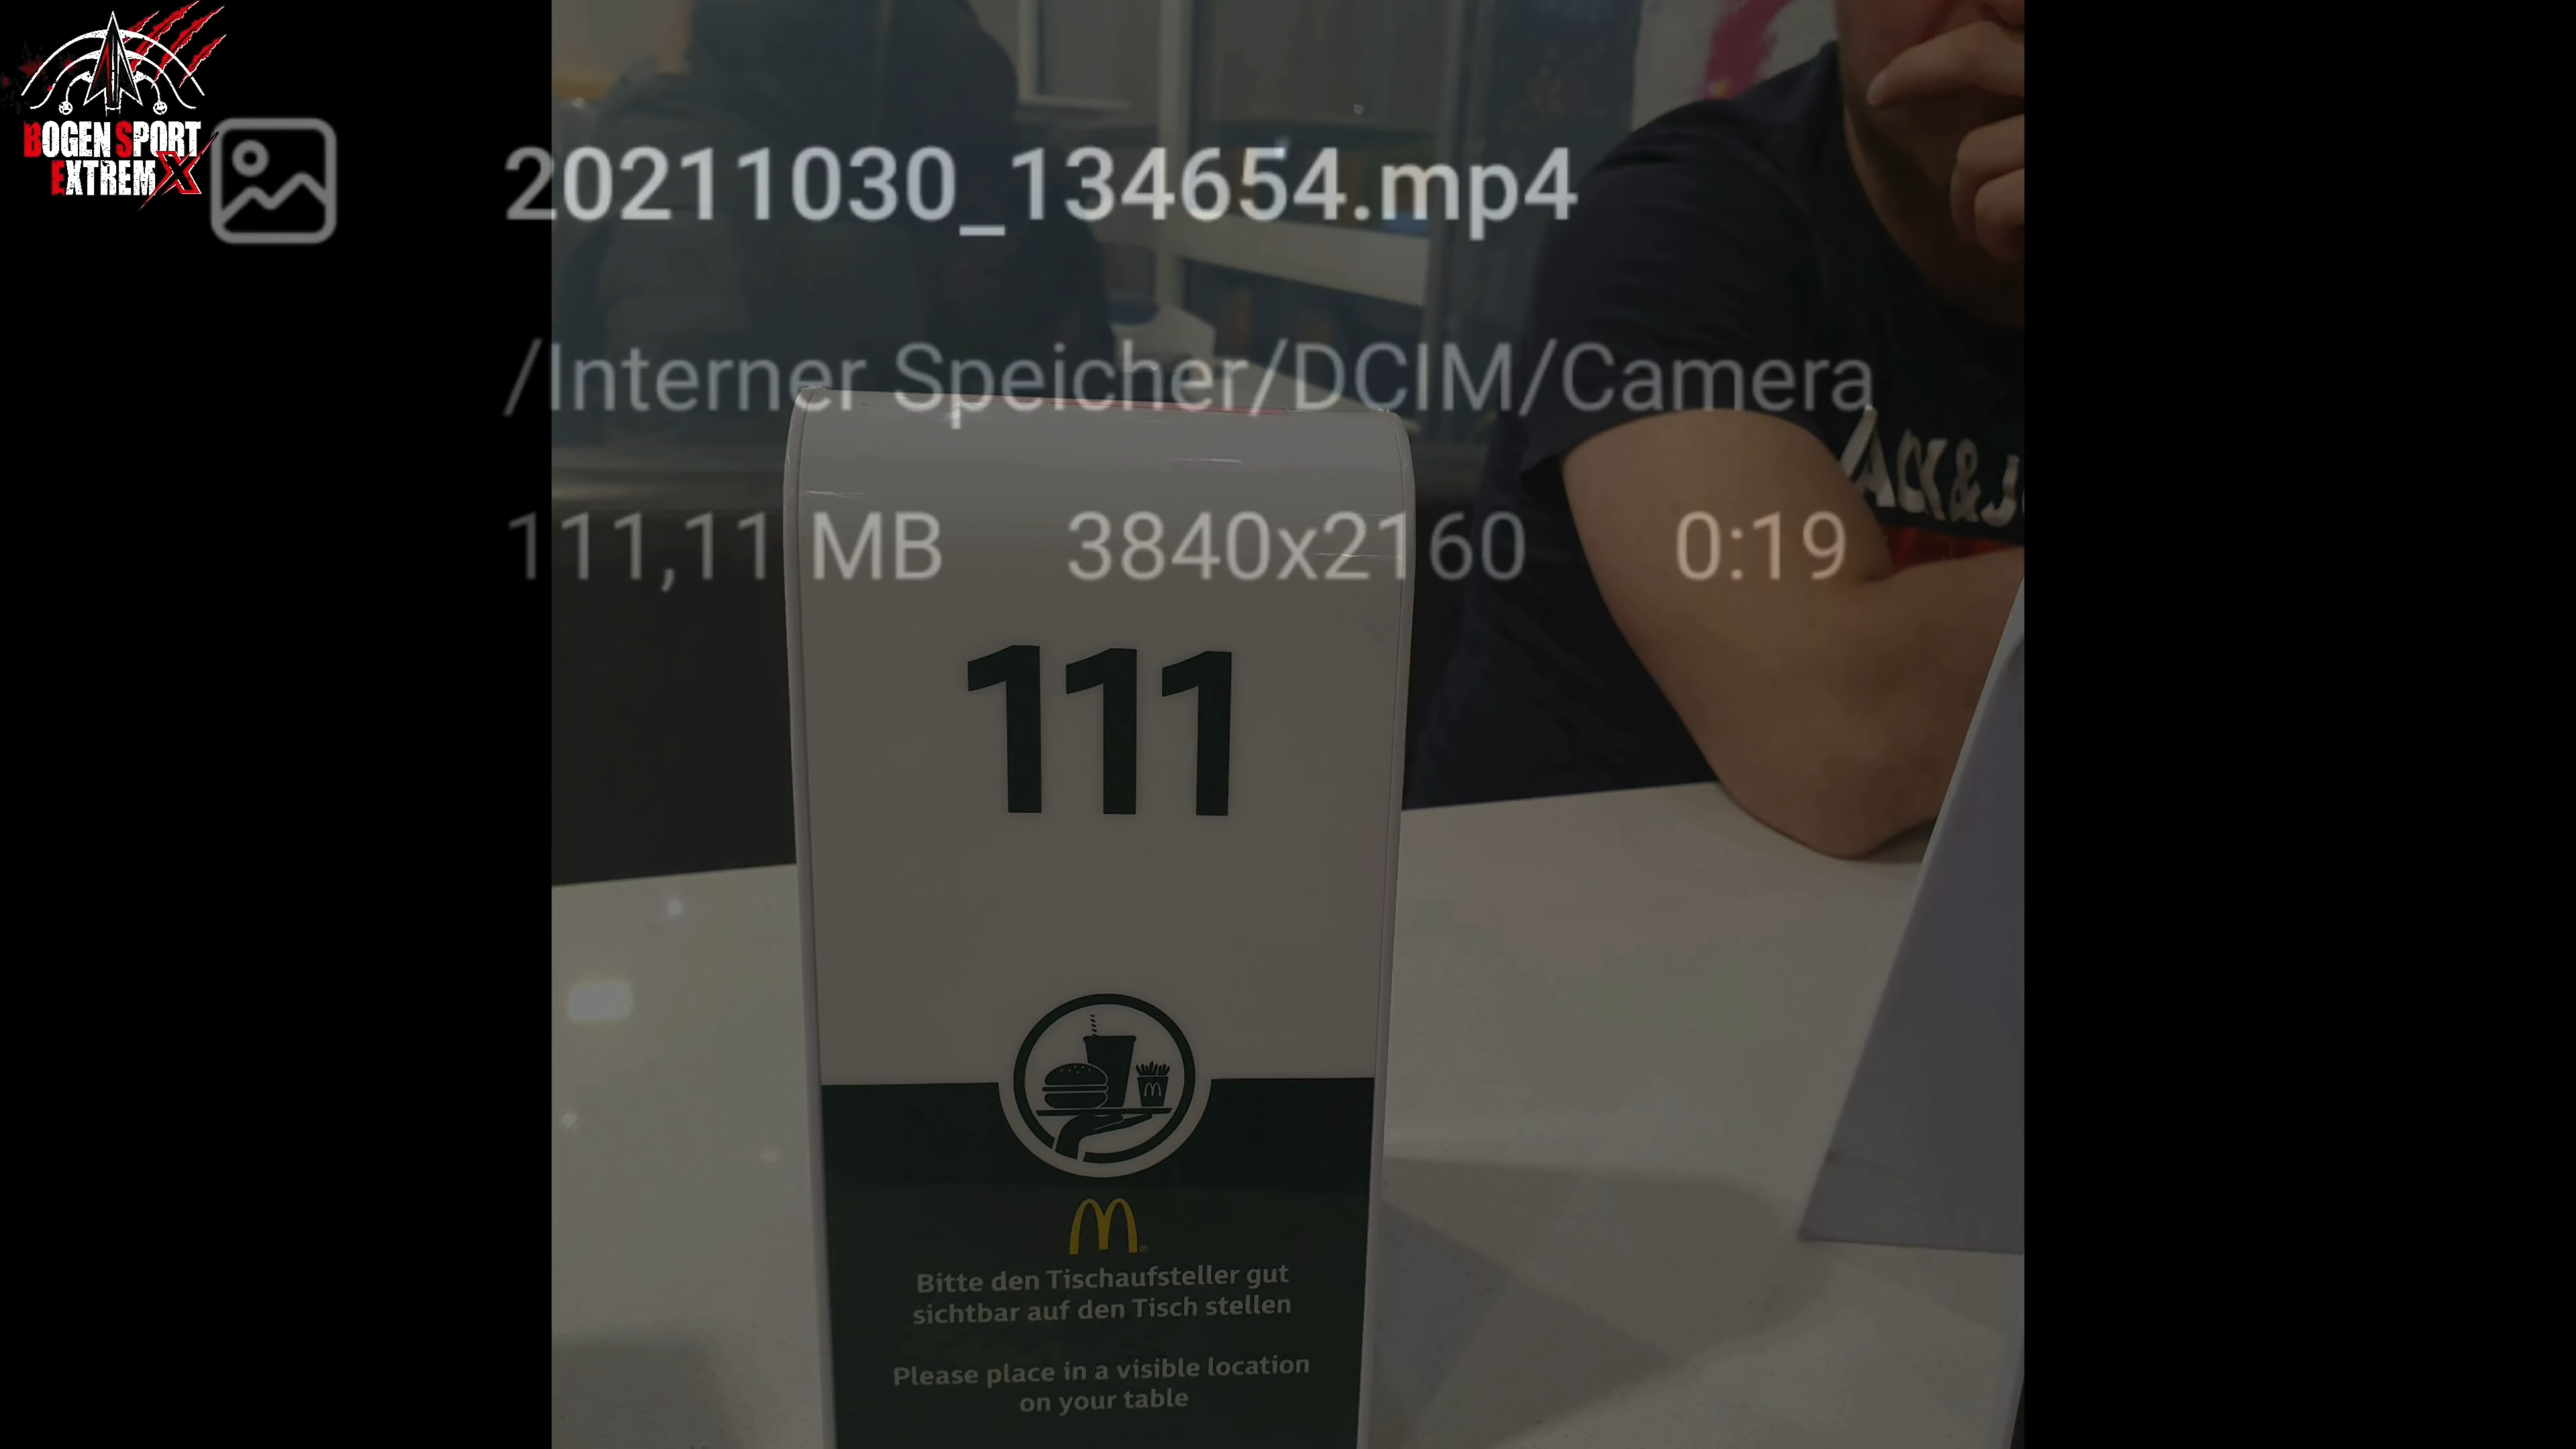 BOGEN SPORT
EXTREM X
20211030_134654.mp4
/Interner Speicher/DCIM/Camera
111,11 MB 3840x2160 0:19
ACK & J
111
M
Bitte den Tischaufsteller gut
sichtbar auf den Tisch stellen
Please place in a visible location
on your table